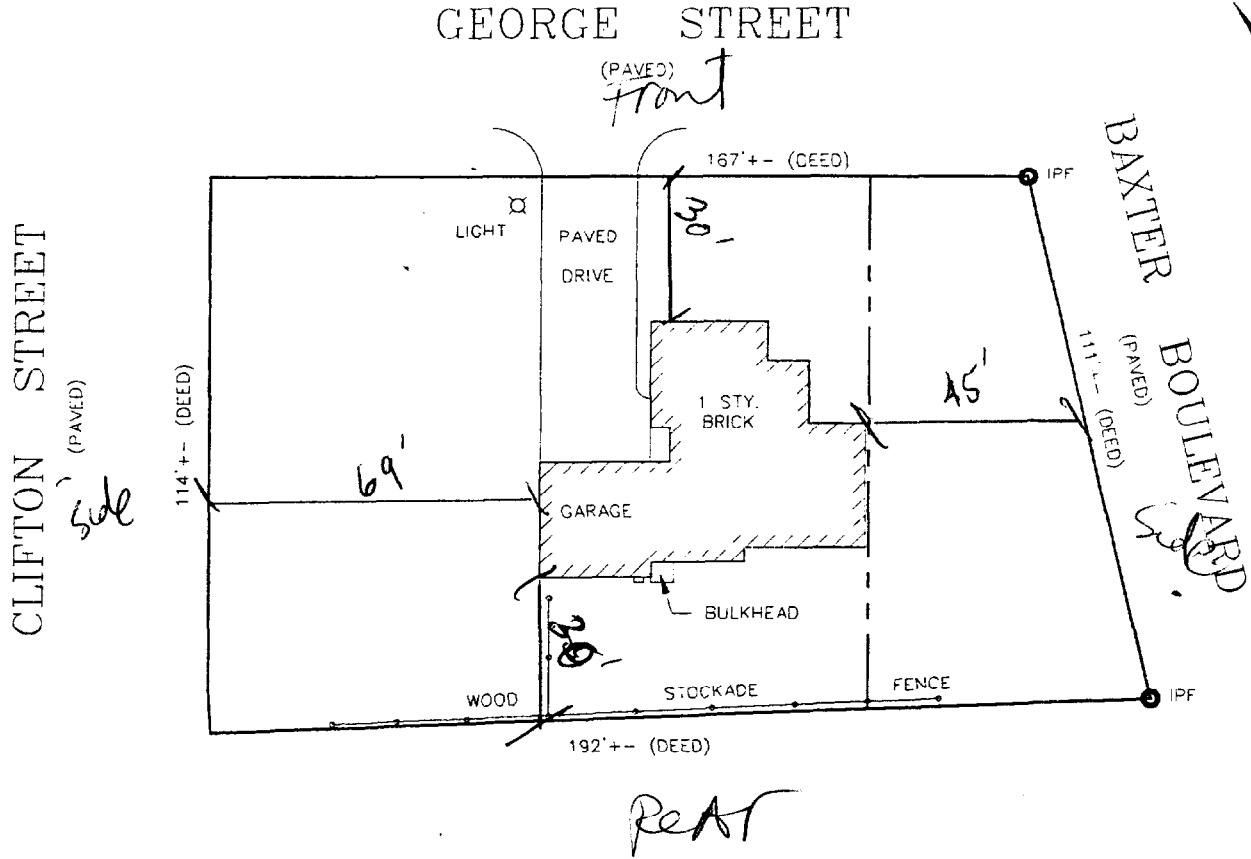 GEORGE STREET
(PAVED)
Front
167'+- (DEED)
IPF
BAXTER BOULEVARD
(PAVED)
111'+- (DEED)
LIGHT
PAVED
DRIVE
30'
CLIFTON STREET
(PAVED)
side
114'+- (DEED)
69'
1 STY.
BRICK
45'
GARAGE
BULKHEAD
WOOD STOCKADE FENCE
IPF
192'+- (DEED)
Rear